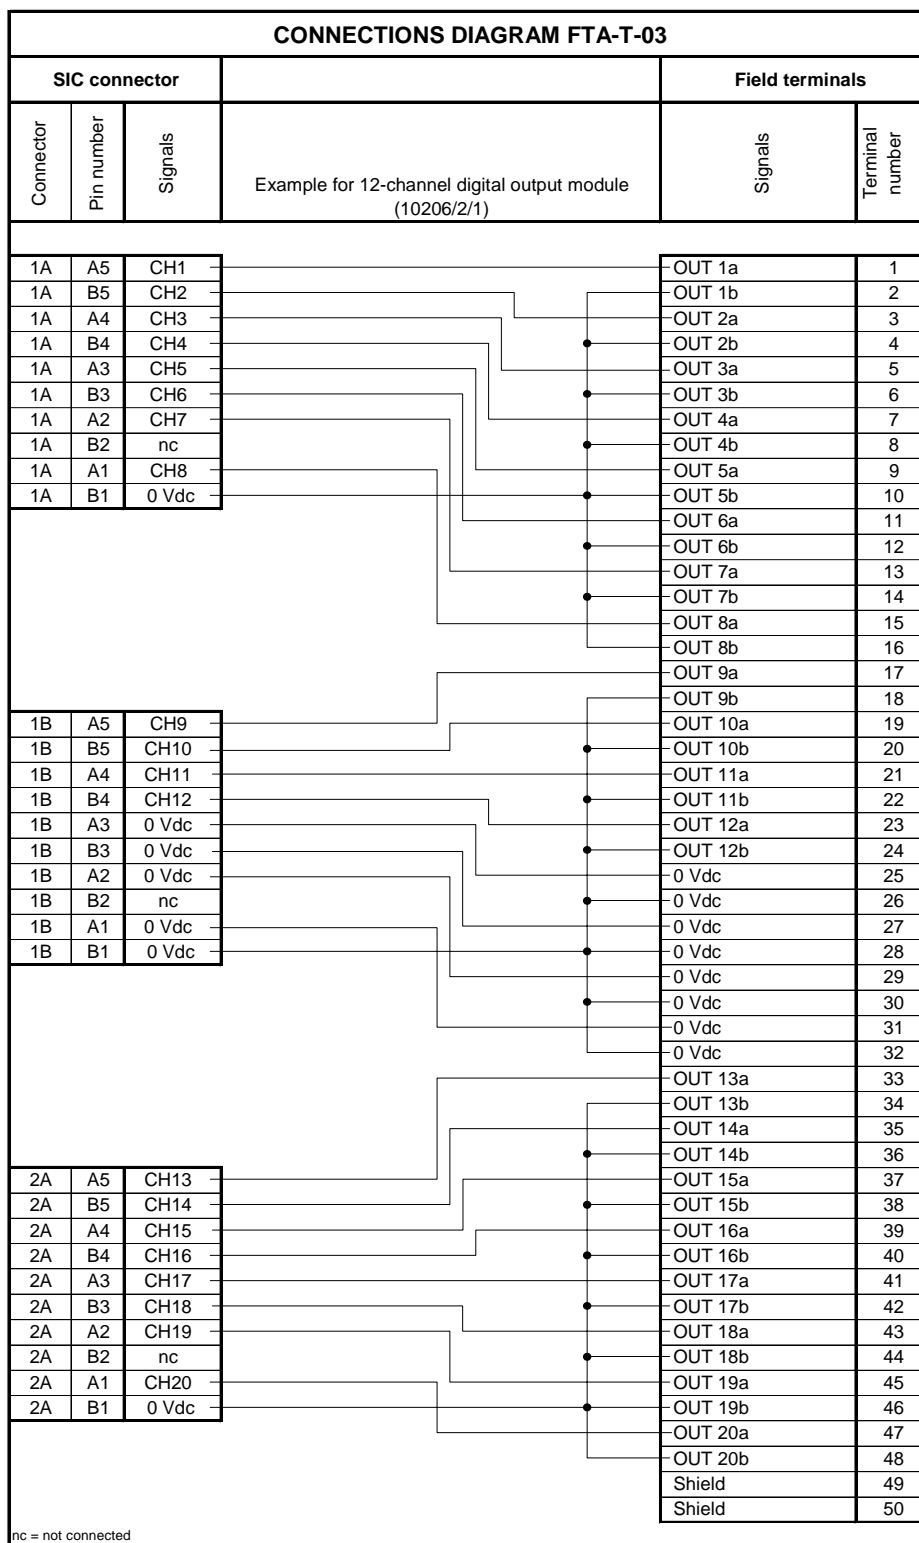 CONNECTIONS DIAGRAM FTA-T-03
SIC connector Field terminals
Connector Pin number Signals Example for 12-channel digital output module (10206/2/1) Signals Terminal number
1A A5 CH1 OUT 1a 1
1A B5 CH2 OUT 1b 2
1A A4 CH3 OUT 2a 3
1A B4 CH4 OUT 2b 4
1A A3 CH5 OUT 3a 5
1A B3 CH6 OUT 3b 6
1A A2 CH7 OUT 4a 7
1A B2 nc OUT 4b 8
1A A1 CH8 OUT 5a 9
1A B1 0 Vdc OUT 5b 10
OUT 6a 11
OUT 6b 12
OUT 7a 13
OUT 7b 14
OUT 8a 15
OUT 8b 16
OUT 9a 17
OUT 9b 18
1B A5 CH9 OUT 10a 19
1B B5 CH10 OUT 10b 20
1B A4 CH11 OUT 11a 21
1B B4 CH12 OUT 11b 22
1B A3 0 Vdc OUT 12a 23
1B B3 0 Vdc OUT 12b 24
1B A2 0 Vdc 0 Vdc 25
1B B2 nc 0 Vdc 26
1B A1 0 Vdc 0 Vdc 27
1B B1 0 Vdc 0 Vdc 28
0 Vdc 29
0 Vdc 30
0 Vdc 31
0 Vdc 32
OUT 13a 33
OUT 13b 34
OUT 14a 35
OUT 14b 36
2A A5 CH13 OUT 15a 37
2A B5 CH14 OUT 15b 38
2A A4 CH15 OUT 16a 39
2A B4 CH16 OUT 16b 40
2A A3 CH17 OUT 17a 41
2A B3 CH18 OUT 17b 42
2A A2 CH19 OUT 18a 43
2A B2 nc OUT 18b 44
2A A1 CH20 OUT 19a 45
2A B1 0 Vdc OUT 19b 46
OUT 20a 47
OUT 20b 48
Shield 49
Shield 50
nc = not connected